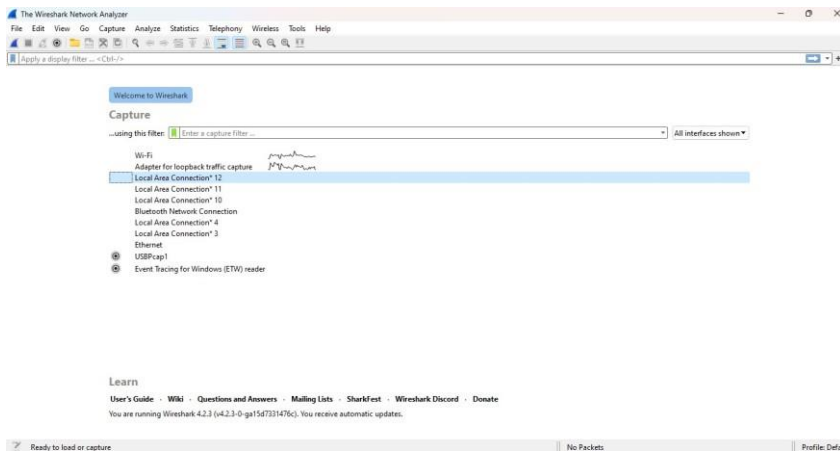 The Wireshark Network Analyzer
File Edit View Go Capture Analyze Statistics Telephony Wireless Tools Help
Apply a display filter ... <Ctrl-/>
Welcome to Wireshark
Capture
...using this filter: Enter a capture filter ... All interfaces shown
Wi-Fi
Adapter for loopback traffic capture
Local Area Connection* 12
Local Area Connection* 11
Local Area Connection* 10
Bluetooth Network Connection
Local Area Connection* 4
Local Area Connection* 3
Ethernet
USBPcap1
Event Tracing for Windows (ETW) reader
Learn
User's Guide · Wiki · Questions and Answers · Mailing Lists · SharkFest · Wireshark Discord · Donate
You are running Wireshark 4.2.3 (v4.2.3-0-ga15d7331476c). You receive automatic updates.
Ready to load or capture No Packets Profile: Defa